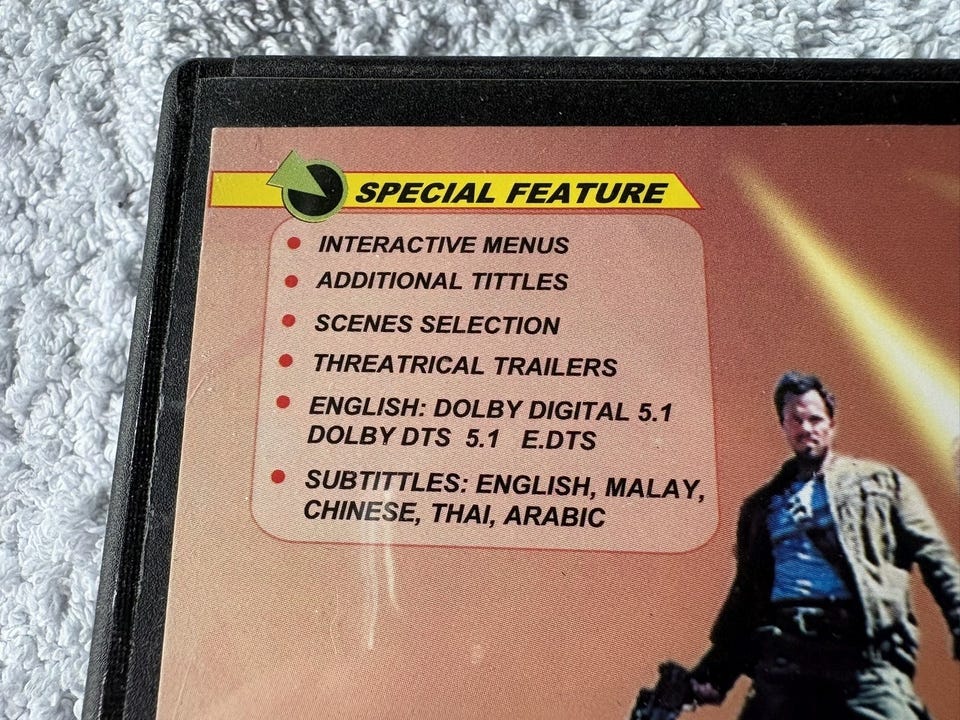 SPECIAL FEATURE
INTERACTIVE MENUS
ADDITIONAL TITTLES
SCENES SELECTION
THREATRICAL TRAILERS
ENGLISH: DOLBY DIGITAL 5.1
DOLBY DTS 5.1 E.DTS
SUBTITTLES: ENGLISH, MALAY,
CHINESE, THAI, ARABIC